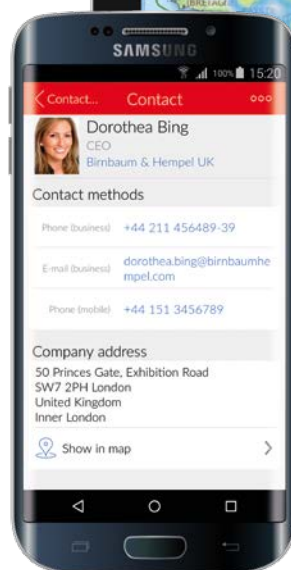 BRETAGN
SAMSUNG
100% 15:20
Contact... Contact
Dorothea Bing
CEO
Birnbaum & Hempel UK
Contact methods
Phone (business) +44 211 456489-39
E-mail (business) dorothea.bing@birnbaumhe
mpel.com
Phone (mobile) +44 151 3456789
Company address
50 Princes Gate, Exhibition Road
SW7 2PH London
United Kingdom
Inner London
Show in map